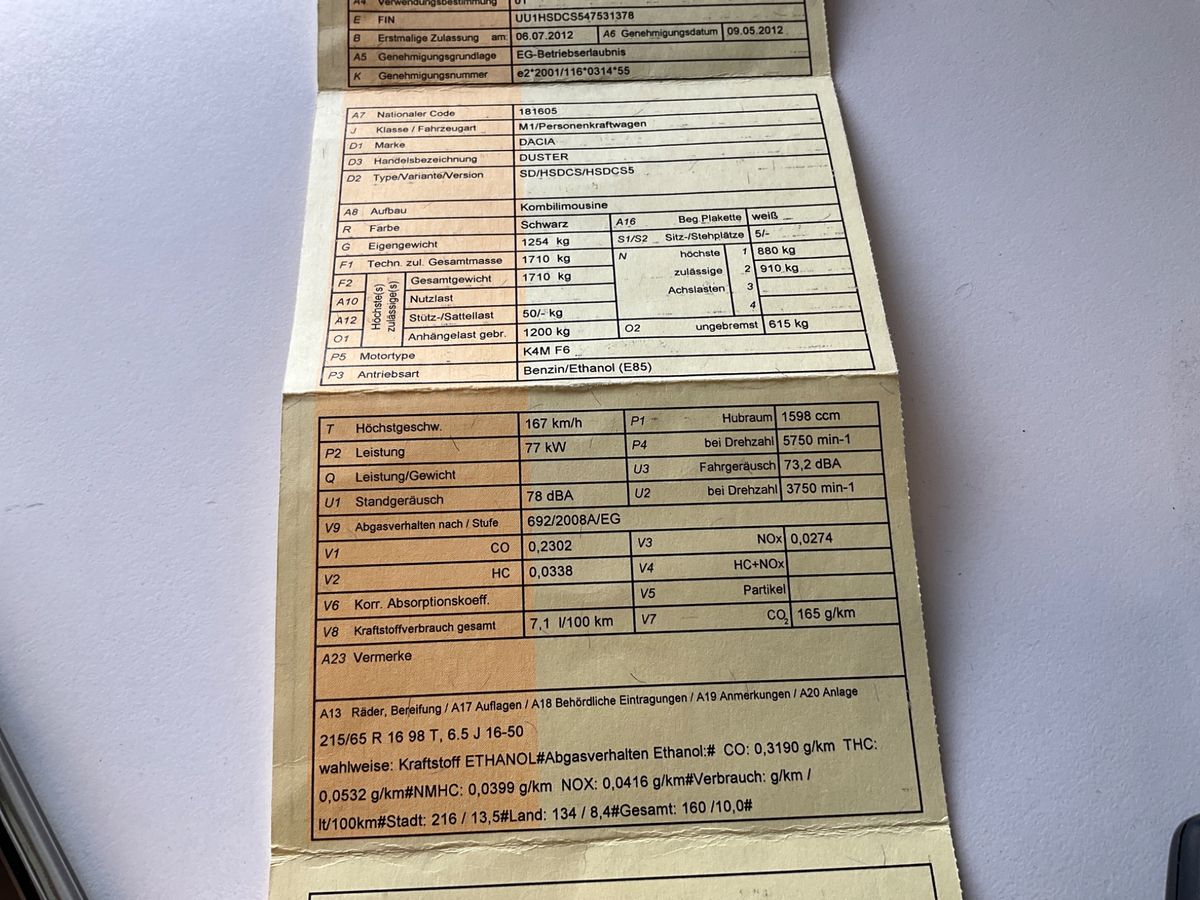 A4 Verwendungsbestimmung 01
E FIN UU1HSDCS547531378
B Erstmalige Zulassung am: 06.07.2012 A6 Genehmigungsdatum 09.05.2012
A5 Genehmigungsgrundlage EG-Betriebserlaubnis
K Genehmigungsnummer e2*2001/116*0314*55
A7 Nationaler Code 181605
J Klasse / Fahrzeugart M1/Personenkraftwagen
D1 Marke DACIA
D3 Handelsbezeichnung DUSTER
D2 Type/Variante/Version SD/HSDCS/HSDCS5
A8 Aufbau Kombilimousine
R Farbe Schwarz A16 Beg.Plakette weiß
G Eigengewicht 1254 kg S1/S2 Sitz-/Stehplätze 5/-
F1 Techn. zul. Gesamtmasse 1710 kg N höchste 1 880 kg
F2 Höchste(s) zulässige(s) Gesamtgewicht 1710 kg zulässige 2 910 kg
A10 Nutzlast Achslasten 3
A12 Stütz-/Sattellast 50/- kg 4
O1 Anhängelast gebr. 1200 kg O2 ungebremst 615 kg
P5 Motortype K4M F6
P3 Antriebsart Benzin/Ethanol (E85)
T Höchstgeschw. 167 km/h P1 Hubraum 1598 ccm
P2 Leistung 77 kW P4 bei Drehzahl 5750 min-1
Q Leistung/Gewicht U3 Fahrgeräusch 73,2 dBA
U1 Standgeräusch 78 dBA U2 bei Drehzahl 3750 min-1
V9 Abgasverhalten nach / Stufe 692/2008A/EG
V1 CO 0,2302 V3 NOx 0,0274
V2 HC 0,0338 V4 HC+NOx
V6 Korr. Absorptionskoeff. V5 Partikel
V8 Kraftstoffverbrauch gesamt 7,1 l/100 km V7 CO₂ 165 g/km
A23 Vermerke
A13 Räder, Bereifung / A17 Auflagen / A18 Behördliche Eintragungen / A19 Anmerkungen / A20 Anlage
215/65 R 16 98 T, 6.5 J 16-50
wahlweise: Kraftstoff ETHANOL#Abgasverhalten Ethanol:# CO: 0,3190 g/km THC:
0,0532 g/km#NMHC: 0,0399 g/km NOX: 0,0416 g/km#Verbrauch: g/km /
lt/100km#Stadt: 216 / 13,5#Land: 134 / 8,4#Gesamt: 160 /10,0#